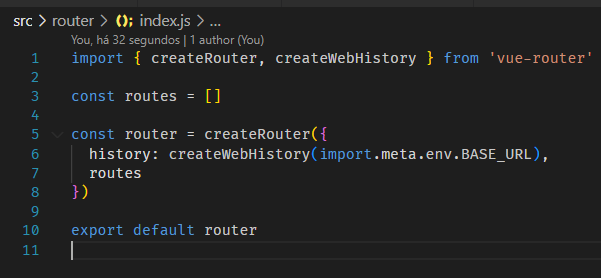 src > router > index.js > ...
You, há 32 segundos | 1 author (You)
1 import { createRouter, createWebHistory } from 'vue-router'
2
3 const routes = []
4
5 const router = createRouter({
6 history: createWebHistory(import.meta.env.BASE_URL),
7 routes
8 })
9
10 export default router
11